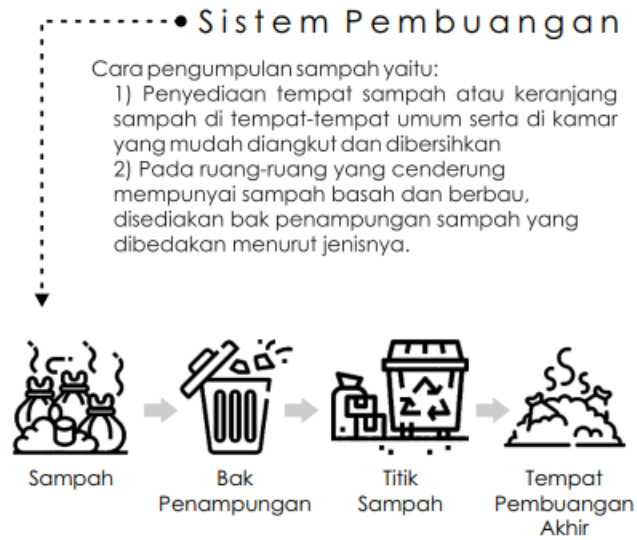 Sistem Pembuangan
Cara pengumpulan sampah yaitu:
1) Penyediaan tempat sampah atau keranjang
sampah di tempat-tempat umum serta di kamar
yang mudah diangkut dan dibersihkan
2) Pada ruang-ruang yang cenderung
mempunyai sampah basah dan berbau,
disediakan bak penampungan sampah yang
dibedakan menurut jenisnya.
Sampah
Bak
Penampungan
Titik
Sampah
Tempat
Pembuangan
Akhir